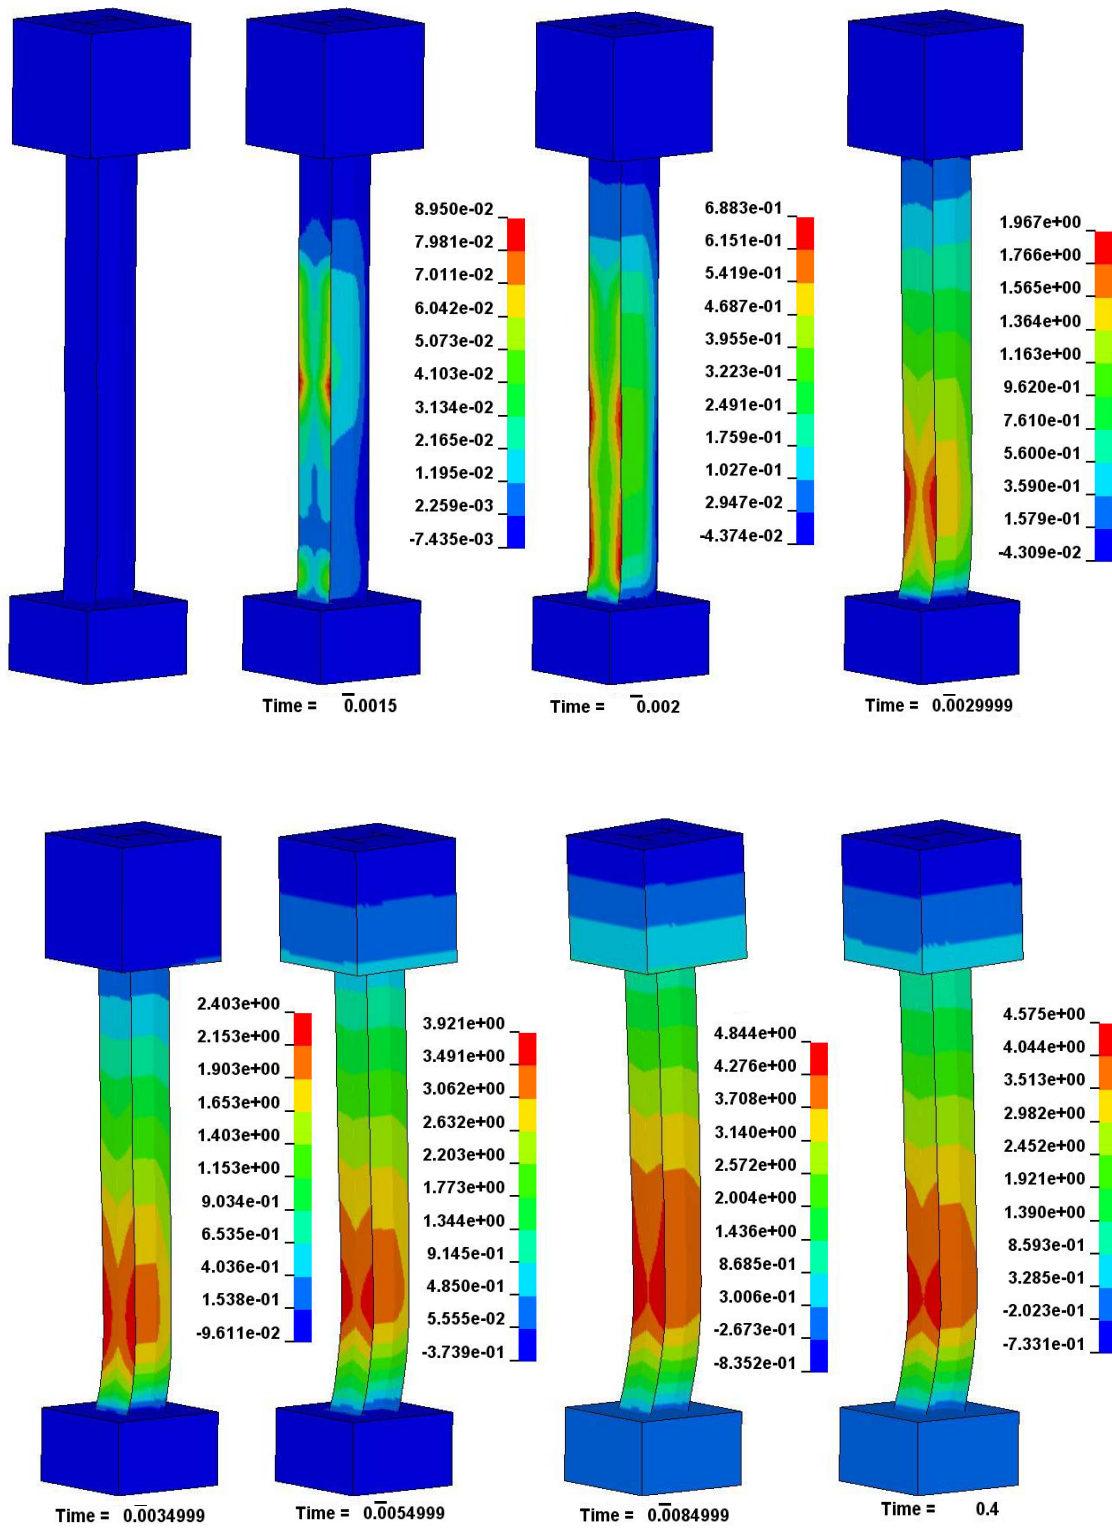 8.950e-02
7.981e-02
7.011e-02
6.042e-02
5.073e-02
4.103e-02
3.134e-02
2.165e-02
1.195e-02
2.259e-03
-7.435e-03
Time = 0.0015
6.883e-01
6.151e-01
5.419e-01
4.687e-01
3.955e-01
3.223e-01
2.491e-01
1.759e-01
1.027e-01
2.947e-02
-4.374e-02
Time = 0.002
1.967e+00
1.766e+00
1.565e+00
1.364e+00
1.163e+00
9.620e-01
7.610e-01
5.600e-01
3.590e-01
1.579e-01
-4.309e-02
Time = 0.0029999
2.403e+00
2.153e+00
1.903e+00
1.653e+00
1.403e+00
1.153e+00
9.034e-01
6.535e-01
4.036e-01
1.538e-01
-9.611e-02
Time = 0.0034999
3.921e+00
3.491e+00
3.062e+00
2.632e+00
2.203e+00
1.773e+00
1.344e+00
9.145e-01
4.850e-01
5.555e-02
-3.739e-01
Time = 0.0054999
4.844e+00
4.276e+00
3.708e+00
3.140e+00
2.572e+00
2.004e+00
1.436e+00
8.685e-01
3.006e-01
-2.673e-01
-8.352e-01
Time = 0.0084999
4.575e+00
4.044e+00
3.513e+00
2.982e+00
2.452e+00
1.921e+00
1.390e+00
8.593e-01
3.285e-01
-2.023e-01
-7.331e-01
Time = 0.4